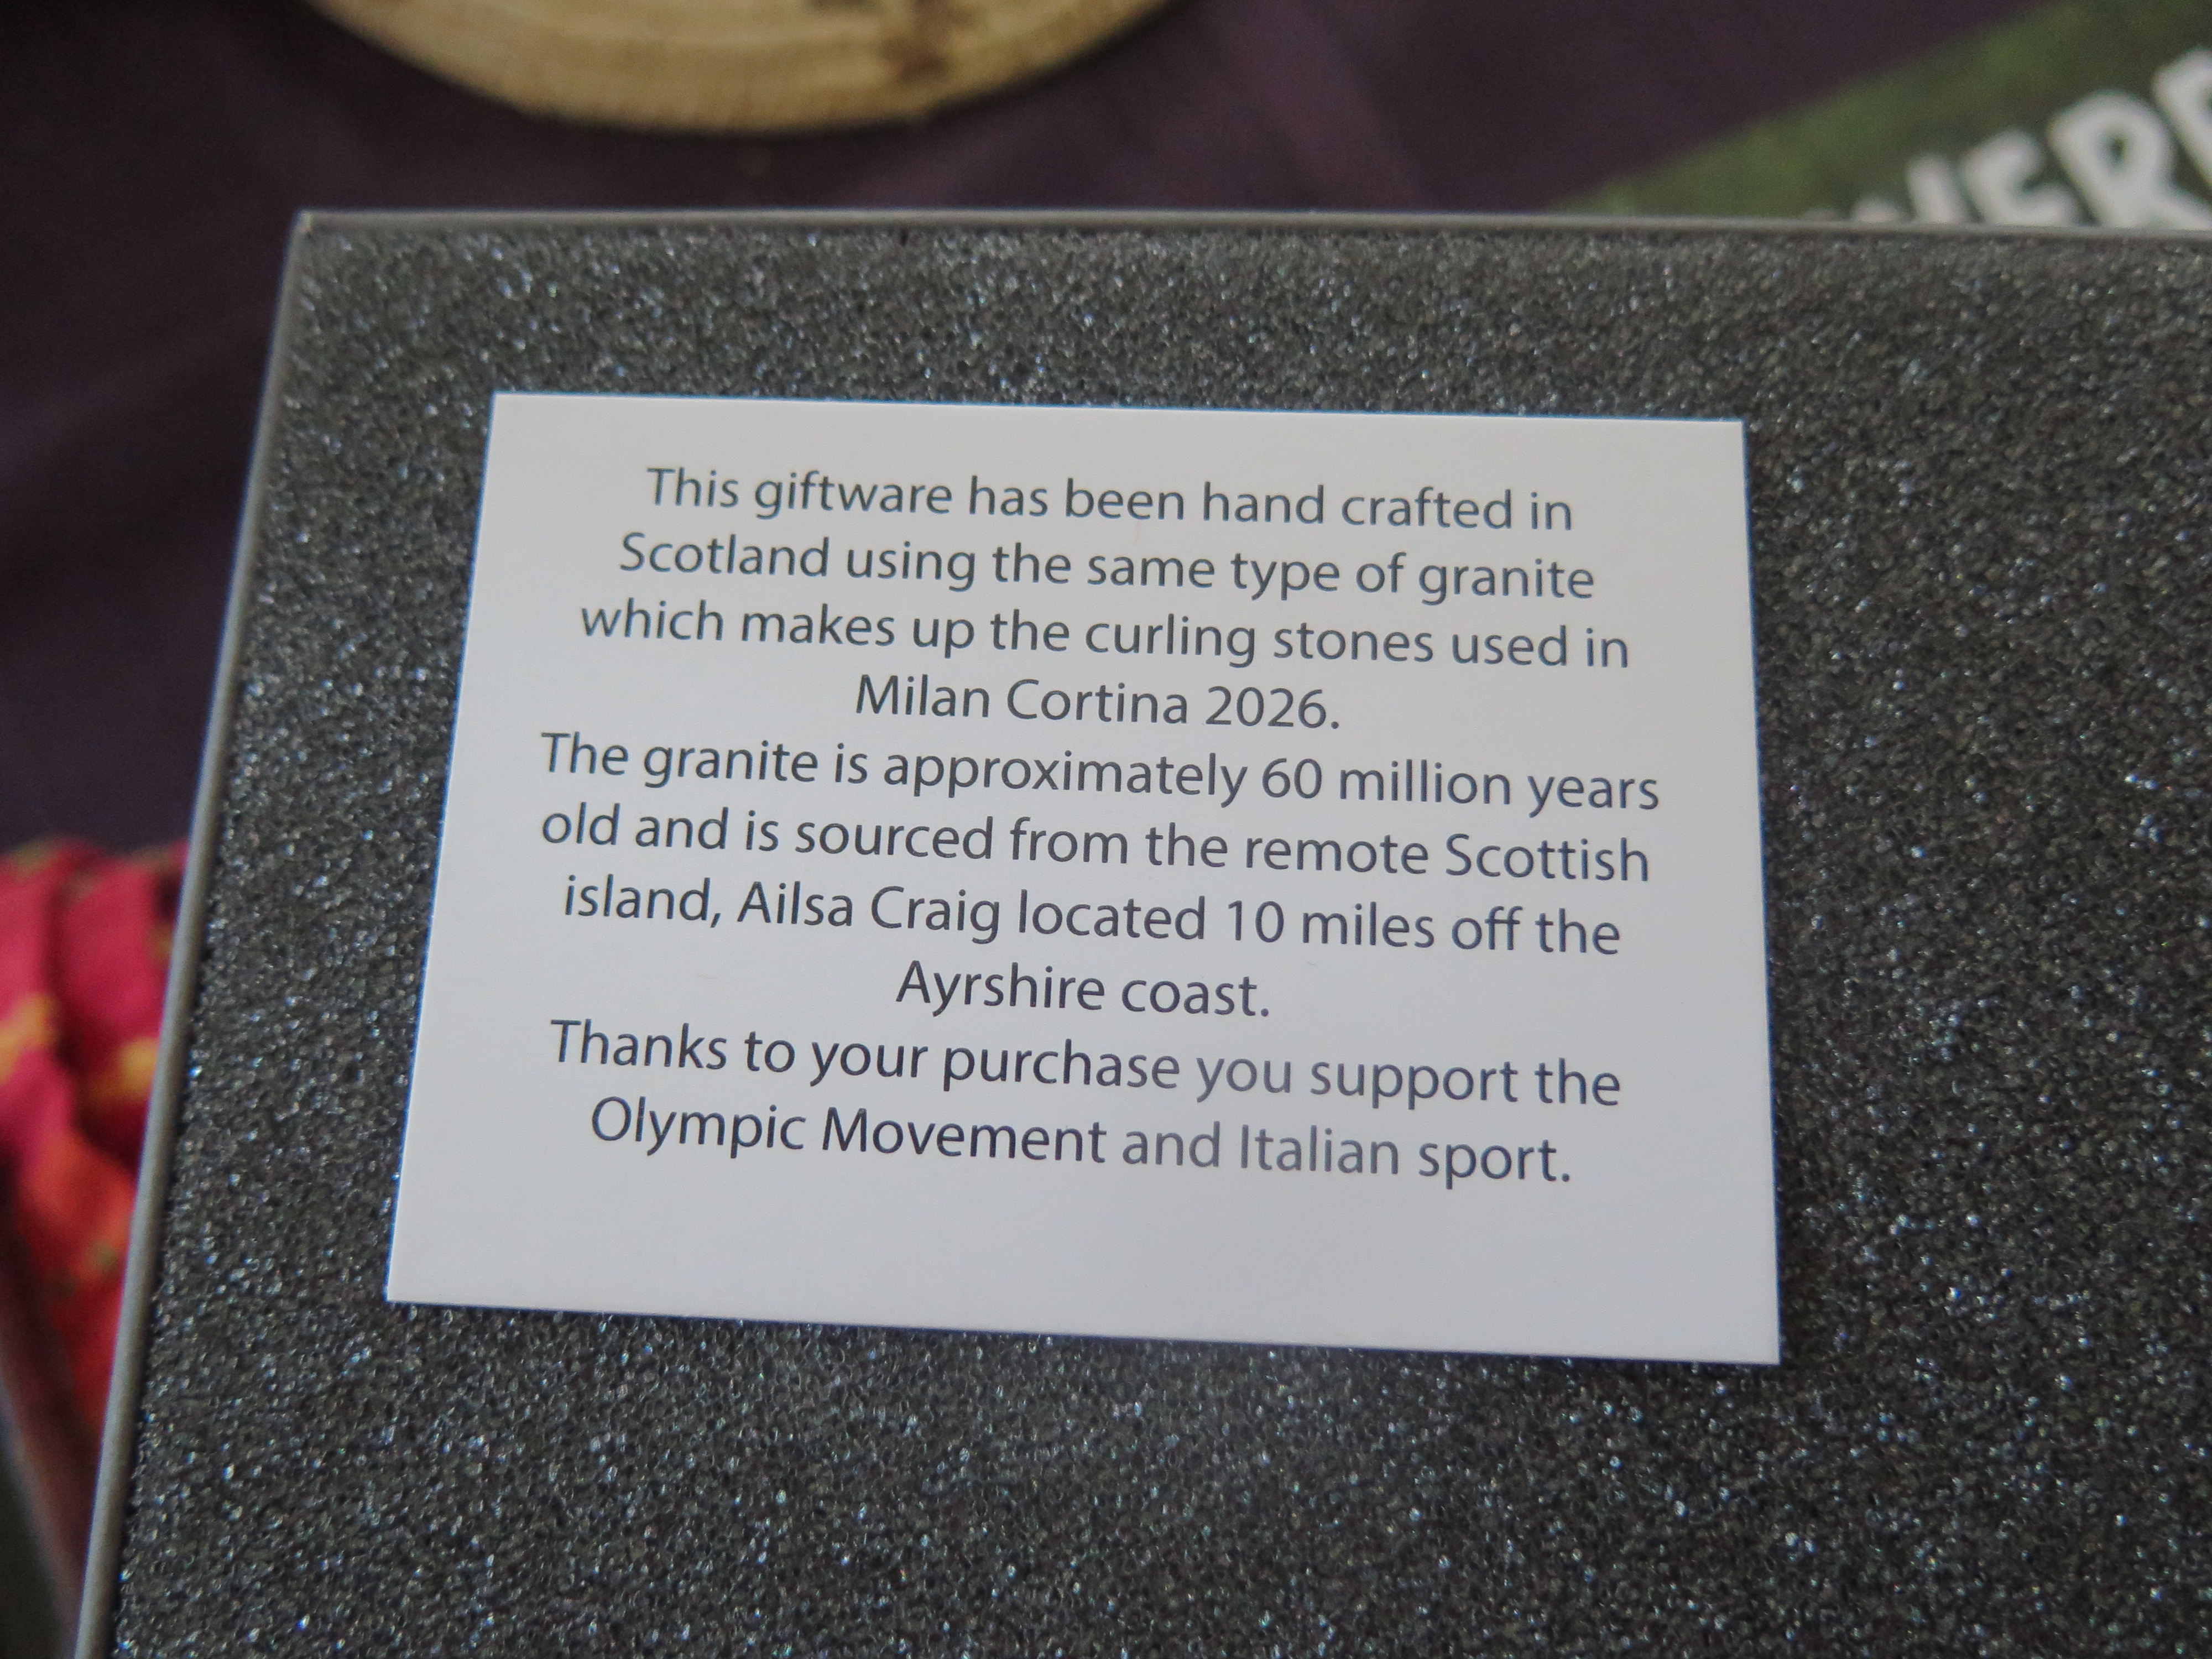 This giftware has been hand crafted in
Scotland using the same type of granite
which makes up the curling stones used in
Milan Cortina 2026.
The granite is approximately 60 million years
old and is sourced from the remote Scottish
island, Ailsa Craig located 10 miles off the
Ayrshire coast.
Thanks to your purchase you support the
Olympic Movement and Italian sport.